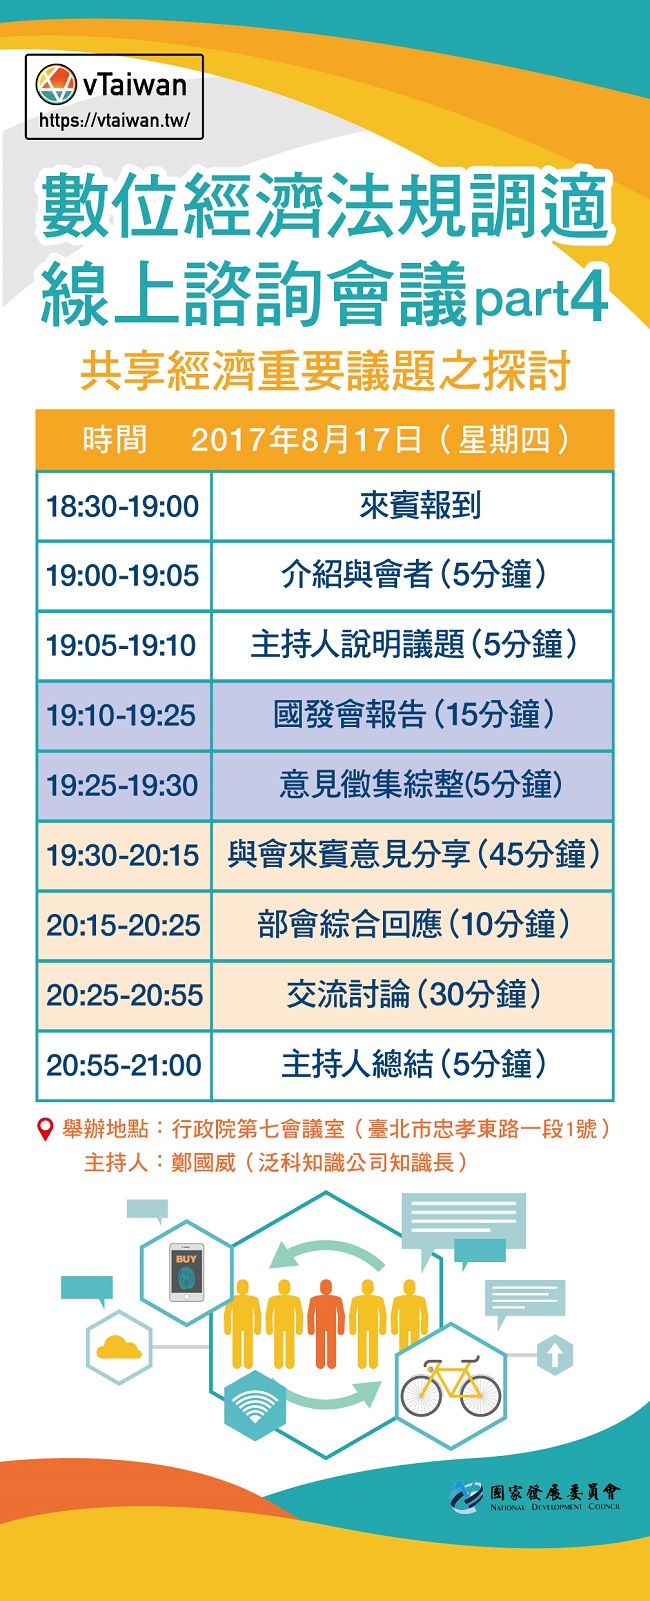 vTaiwan
https://vtaiwan.tw/
數位經濟法規調適
線上諮詢會議part4
共享經濟重要議題之探討
時間 2017年8月17日（星期四）
18:30-19:00 來賓報到
19:00-19:05 介紹與會者（5分鐘）
19:05-19:10 主持人說明議題（5分鐘）
19:10-19:25 國發會報告（15分鐘）
19:25-19:30 意見徵集綜整(5分鐘)
19:30-20:15 與會來賓意見分享（45分鐘）
20:15-20:25 部會綜合回應（10分鐘）
20:25-20:55 交流討論（30分鐘）
20:55-21:00 主持人總結（5分鐘）
舉辦地點：行政院第七會議室（臺北市忠孝東路一段1號）
主持人：鄭國威（泛科知識公司知識長）
BUY
國家發展委員會
NATIONAL DEVELOPMENT COUNCIL